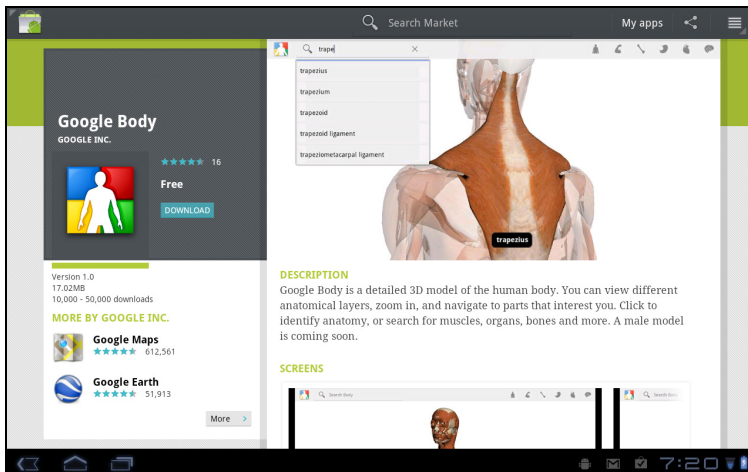 Search Market
My apps
Google Body
GOOGLE INC.
16
Free
DOWNLOAD
Version 1.0
17.02MB
10,000 - 50,000 downloads
MORE BY GOOGLE INC.
Google Maps
612,561
Google Earth
51,913
More
trape
trapezius
trapezium
trapezoid
trapezoid ligament
trapeziometacarpal ligament
trapezius
DESCRIPTION
Google Body is a detailed 3D model of the human body. You can view different
anatomical layers, zoom in, and navigate to parts that interest you. Click to
identify anatomy, or search for muscles, organs, bones and more. A male model
is coming soon.
SCREENS
Search Body
Search Body
7:20